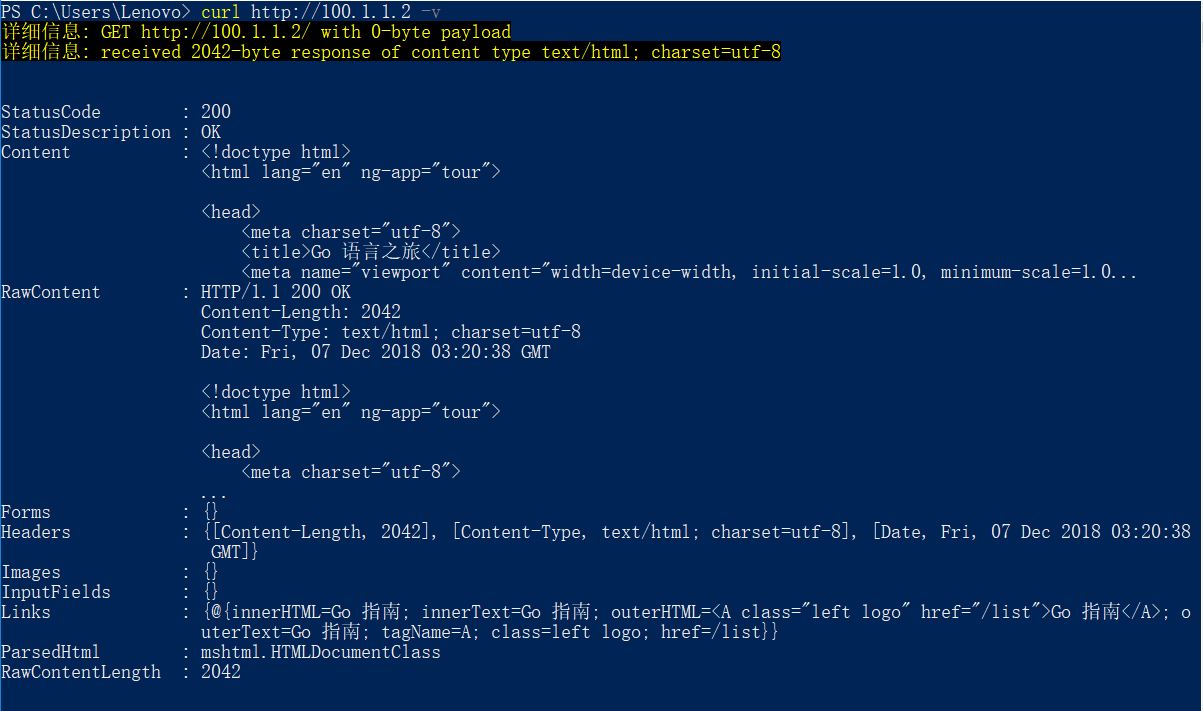 PS C:\Users\Lenovo> curl http://100.1.1.2 -v
详细信息: GET http://100.1.1.2/ with 0-byte payload
详细信息: received 2042-byte response of content type text/html; charset=utf-8
StatusCode        : 200
StatusDescription : OK
Content           : <!doctype html>
                    <html lang="en" ng-app="tour">
                    <head>
                        <meta charset="utf-8">
                        <title>Go 语言之旅</title>
                        <meta name="viewport" content="width=device-width, initial-scale=1.0, minimum-scale=1.0...
RawContent        : HTTP/1.1 200 OK
                    Content-Length: 2042
                    Content-Type: text/html; charset=utf-8
                    Date: Fri, 07 Dec 2018 03:20:38 GMT
                    <!doctype html>
                    <html lang="en" ng-app="tour">
                    <head>
                        <meta charset="utf-8">
                    ...
Forms             : {}
Headers           : {[Content-Length, 2042], [Content-Type, text/html; charset=utf-8], [Date, Fri, 07 Dec 2018 03:20:38
                     GMT]}
Images            : {}
InputFields       : {}
Links             : {@{innerHTML=Go 指南; innerText=Go 指南; outerHTML=<A class="left logo" href="/list">Go 指南</A>; o
                    uterText=Go 指南; tagName=A; class=left logo; href=/list}}
ParsedHtml        : mshtml.HTMLDocumentClass
RawContentLength  : 2042